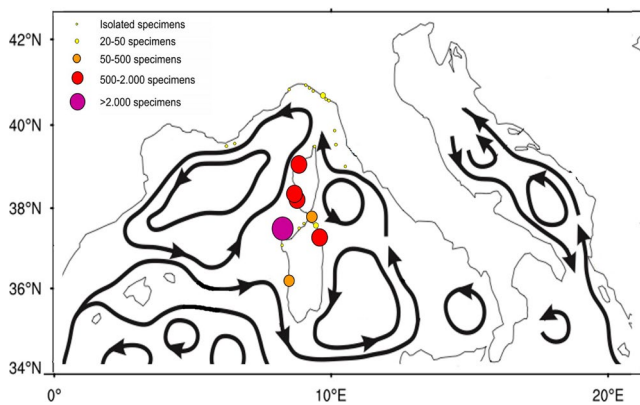 Isolated specimens
20-50 specimens
50-500 specimens
500-2.000 specimens
>2.000 specimens
42°N
40°N
38°N
36°N
34°N
0°
10°E
20°E